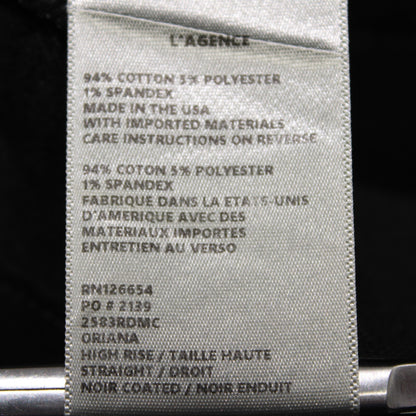 L'AGENCE
94% COTTON 5% POLYESTER
1% SPANDEX
MADE IN THE USA
WITH IMPORTED MATERIALS
CARE INSTRUCTIONS ON REVERSE
94% COTON 5% POLYESTER
1% SPANDEX
FABRIQUE DANS LA ETATS-UNIS
D'AMERIQUE AVEC DES
MATERIAUX IMPORTES
ENTRETIEN AU VERSO
RN126654
PO # 2139
2583RDMC
ORIANA
HIGH RISE / TAILLE HAUTE
STRAIGHT / DROIT
NOIR COATED / NOIR ENDUIT